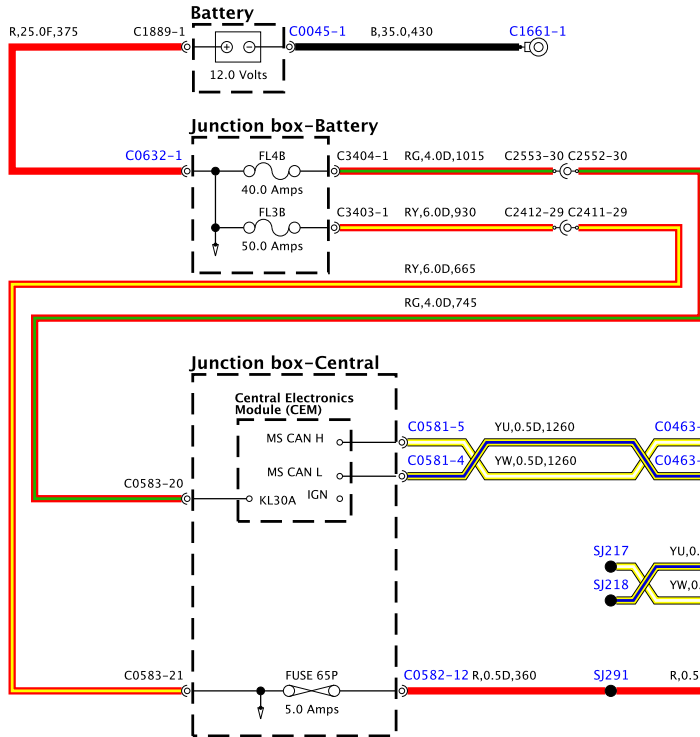 Battery
R,25.0F,375
C1889-1
C0045-1
B,35.0,430
C1661-1
12.0 Volts
Junction box-Battery
C0632-1
FL4B
C3404-1
RG,4.0D,1015
C2553-30
C2552-30
40.0 Amps
FL3B
C3403-1
RY,6.0D,930
C2412-29
C2411-29
50.0 Amps
RY,6.0D,665
RG,4.0D,745
Junction box-Central
Central Electronics
Module (CEM)
MS CAN H
C0581-5
YU,0.5D,1260
C0463-
MS CAN L
C0581-4
YW,0.5D,1260
C0463-
C0583-20
KL30A
IGN
SJ217
YU,0.
SJ218
YW,0.
C0583-21
FUSE 65P
C0582-12
R,0.5D,360
SJ291
R,0.5
5.0 Amps